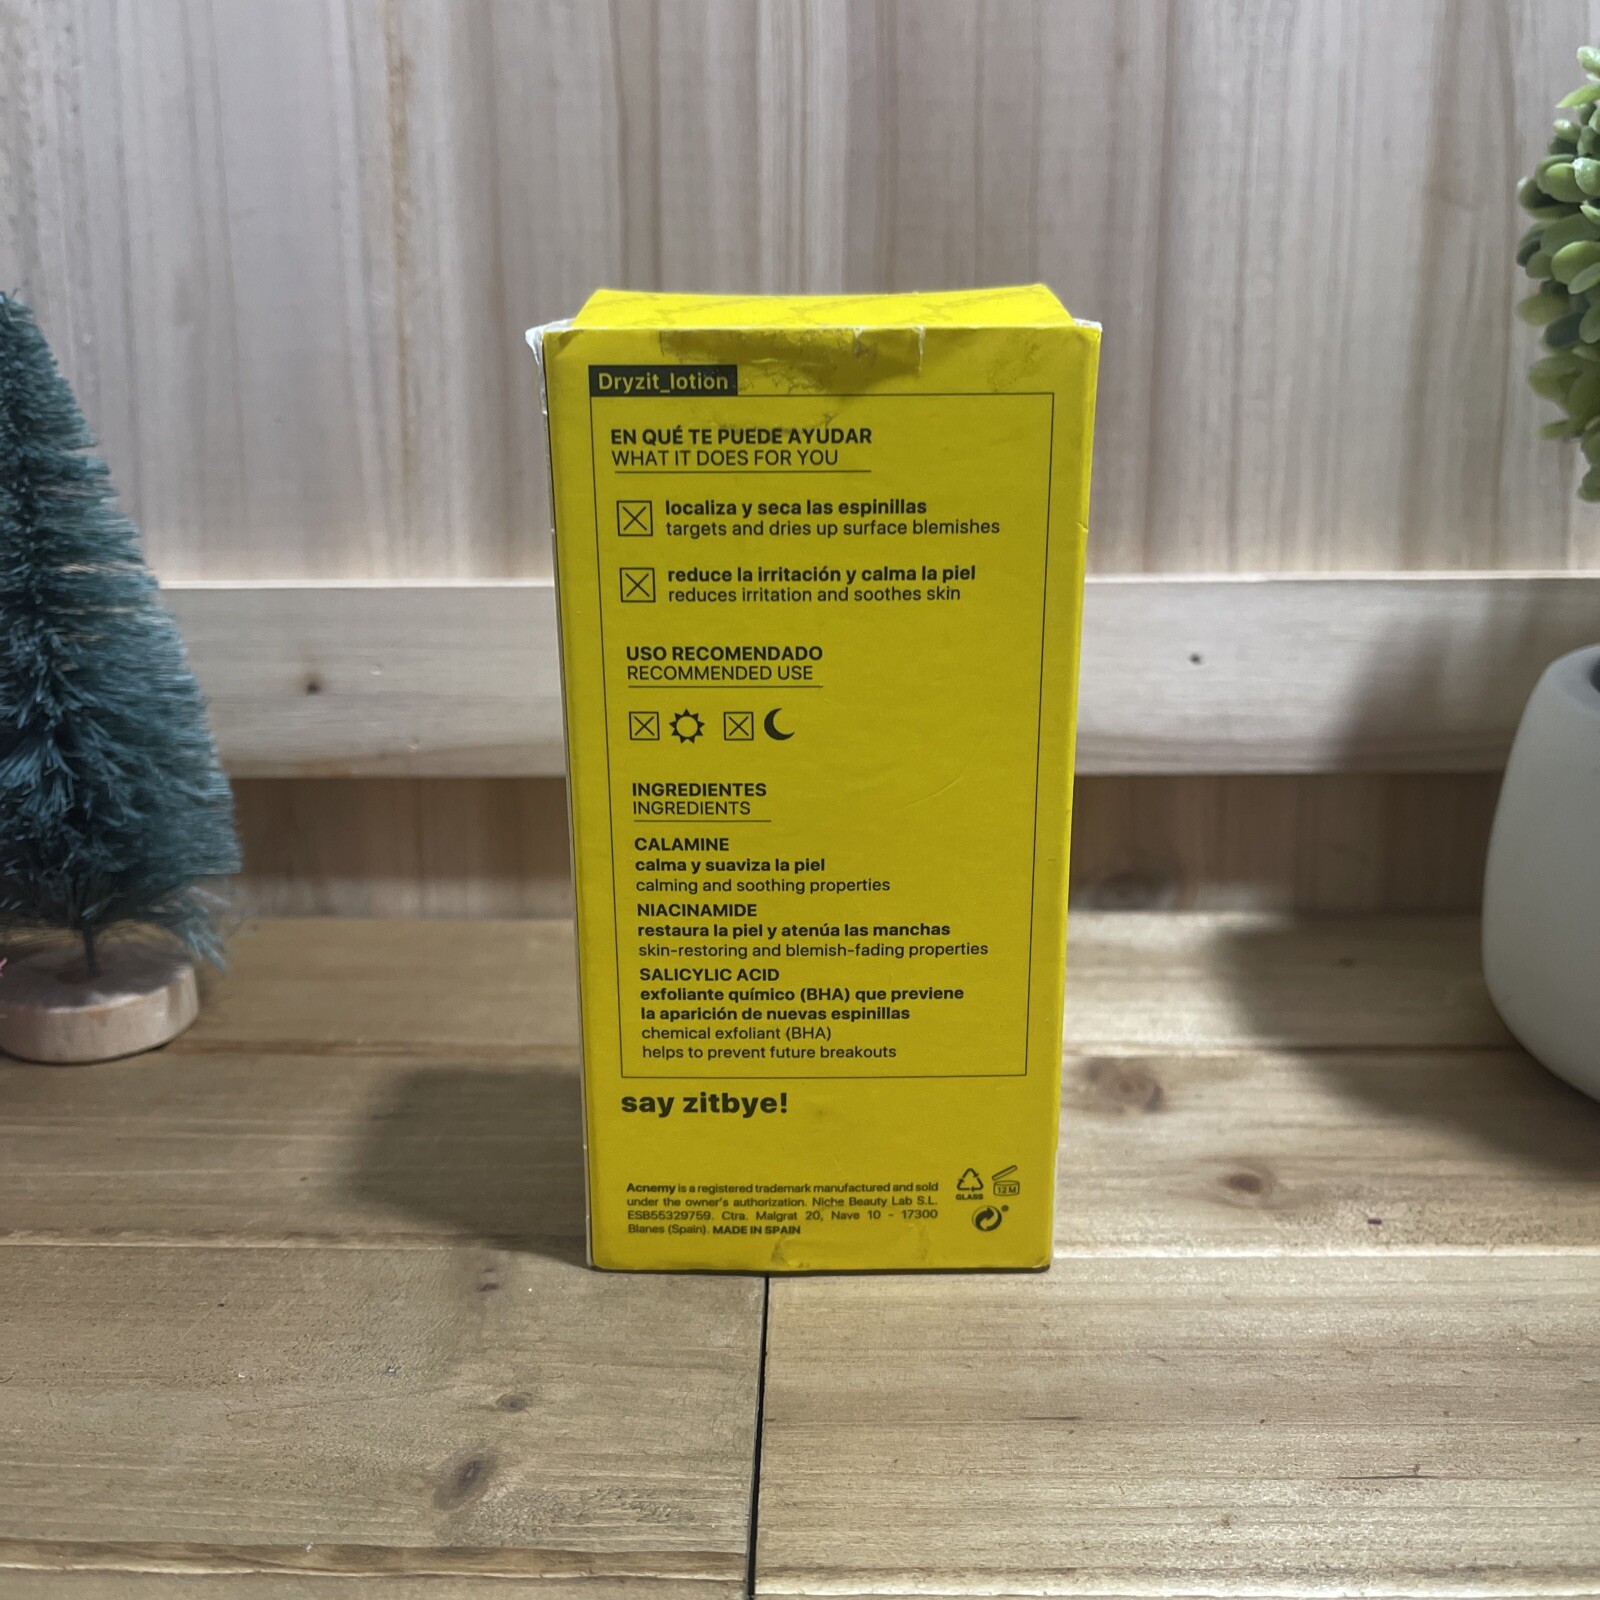 Dryzit_lotion
EN QUÉ TE PUEDE AYUDAR
WHAT IT DOES FOR YOU
localiza y seca las espinillas
targets and dries up surface blemishes
reduce la irritación y calma la piel
reduces irritation and soothes skin
USO RECOMENDADO
RECOMMENDED USE
INGREDIENTES
INGREDIENTS
CALAMINE
calma y suaviza la piel
calming and soothing properties
NIACINAMIDE
restaura la piel y atenúa las manchas
skin-restoring and blemish-fading properties
SALICYLIC ACID
exfoliante químico (BHA) que previene
la aparición de nuevas espinillas
chemical exfoliant (BHA)
helps to prevent future breakouts
say zitbye!
Acnemy is a registered trademark manufactured and sold
under the owner's authorization. Niche Beauty Lab S.L.
ESB55329759. Ctra. Malgrat 20, Nave 10 - 17300
Blanes (Spain). MADE IN SPAIN
GLASS
12M